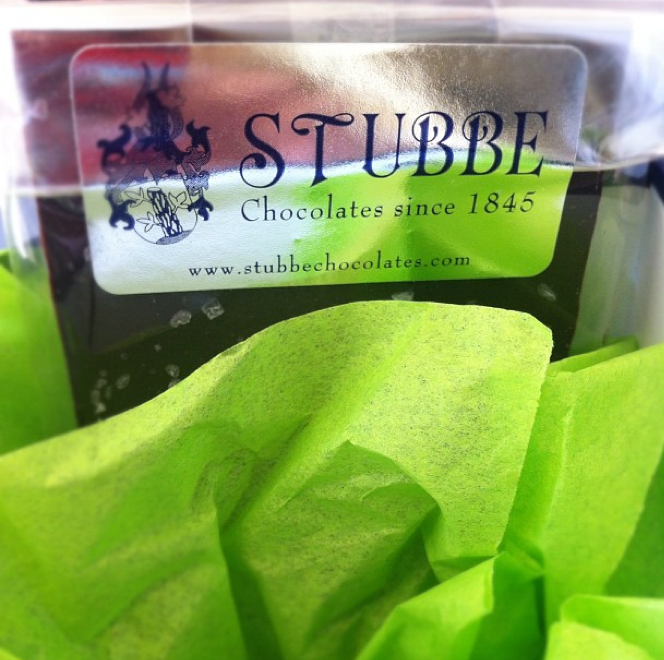 STUBBE
Chocolates since 1845
www.stubbechocolates.com